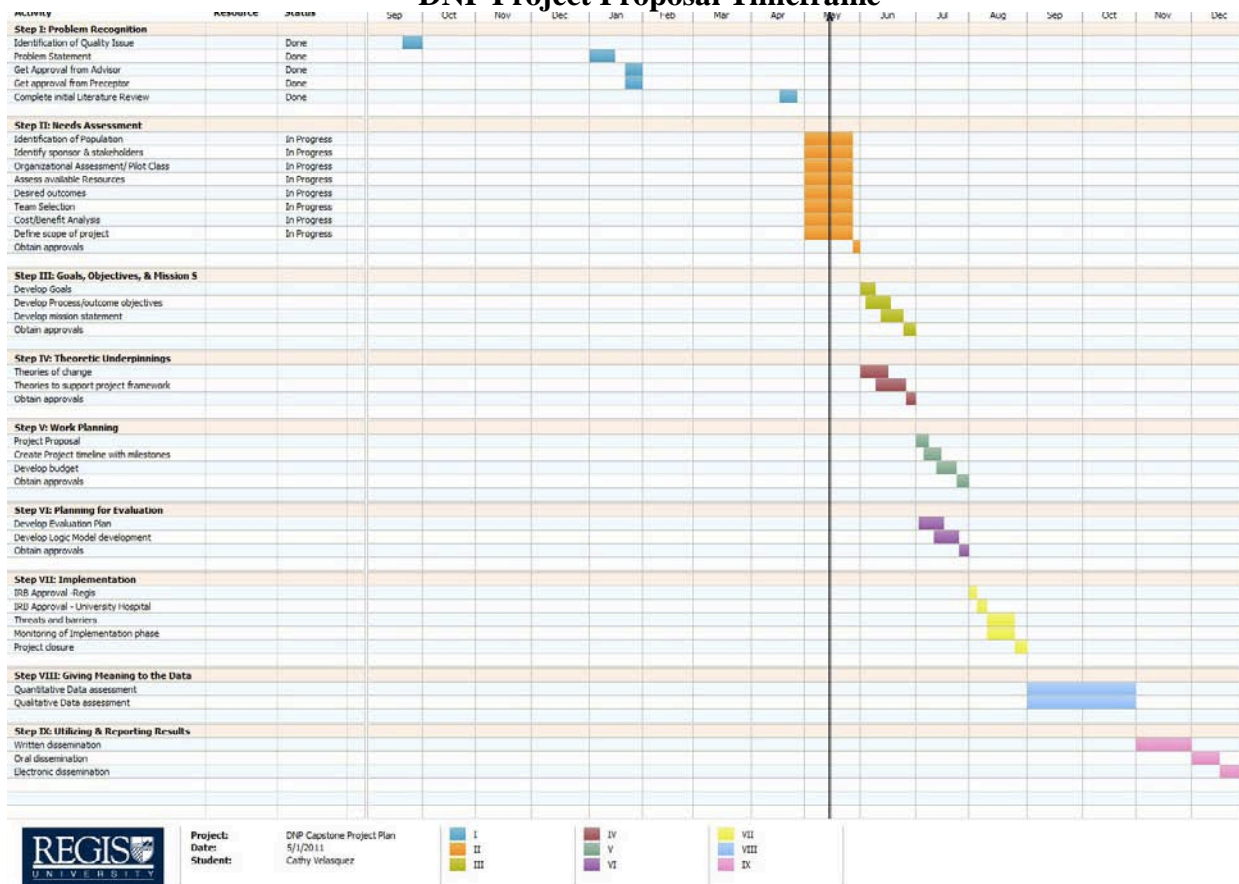 DNP Project Proposal Timeframe
Activity Resource Status Sep Oct Nov Dec Jan Feb Mar Apr May Jun Jul Aug Sep Oct Nov Dec
Step I: Problem Recognition
Identification of Quality Issue Done
Problem Statement Done
Get Approval from Advisor Done
Get approval from Preceptor Done
Complete initial Literature Review Done
Step II: Needs Assessment
Identification of Population In Progress
Identify sponsor & stakeholders In Progress
Organizational Assessment/ Pilot Class In Progress
Assess available Resources In Progress
Desired outcomes In Progress
Team Selection In Progress
Cost/Benefit Analysis In Progress
Define scope of project In Progress
Obtain approvals
Step III: Goals, Objectives, & Mission S
Develop Goals
Develop Process/outcome objectives
Develop mission statement
Obtain approvals
Step IV: Theoretic Underpinnings
Theories of change
Theories to support project framework
Obtain approvals
Step V: Work Planning
Project Proposal
Create Project timeline with milestones
Develop budget
Obtain approvals
Step VI: Planning for Evaluation
Develop Evaluation Plan
Develop Logic Model development
Obtain approvals
Step VII: Implementation
IRB Approval -Regis
IRB Approval - University Hospital
Threats and barriers
Monitoring of Implementation phase
Project closure
Step VIII: Giving Meaning to the Data
Quantitative Data assessment
Qualitative Data assessment
Step IX: Utilizing & Reporting Results
Written dissemination
Oral dissemination
Electronic dissemination
REGIS
UNIVERSITY
Project: DNP Capstone Project Plan
Date: 5/1/2011
Student: Cathy Velasquez
I IV VII
II V VIII
III VI IX